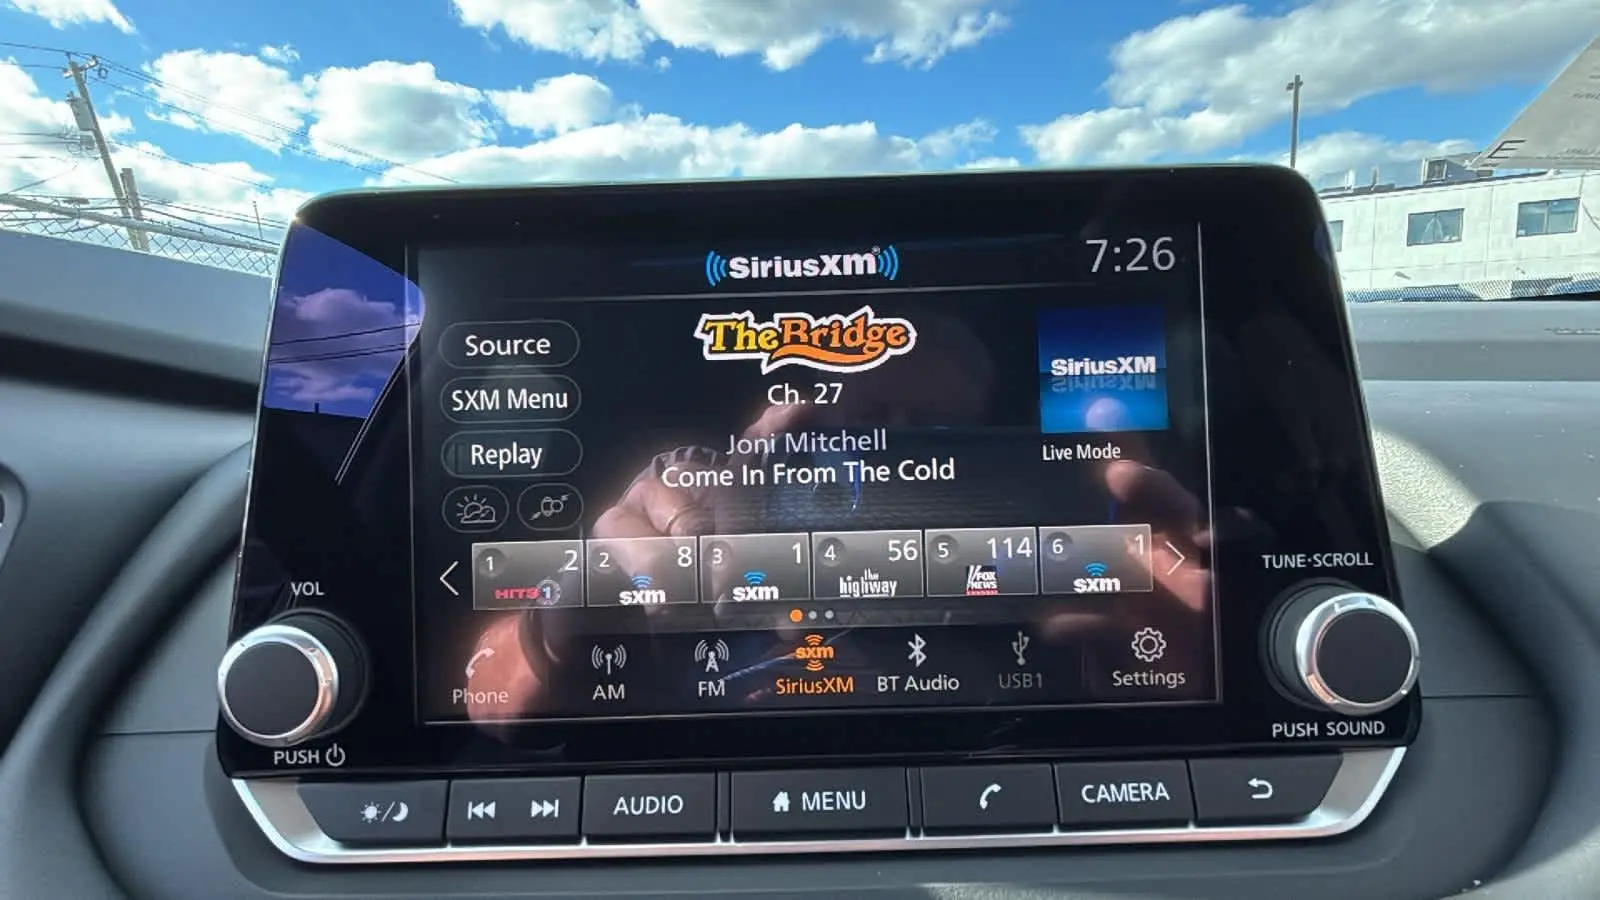 SiriusXM
7:26
TheBridge
Ch. 27
Joni Mitchell
Come In From The Cold
Source
SXM Menu
Replay
SiriusXM
Live Mode
1 2 HITS 1
2 8 sxm
3 1 sxm
4 56 the highway
5 114 FOX NEWS
6 1 sxm
Phone
AM
FM
sxm
SiriusXM
BT Audio
USB1
Settings
VOL
PUSH
TUNE·SCROLL
PUSH SOUND
AUDIO
MENU
CAMERA
E